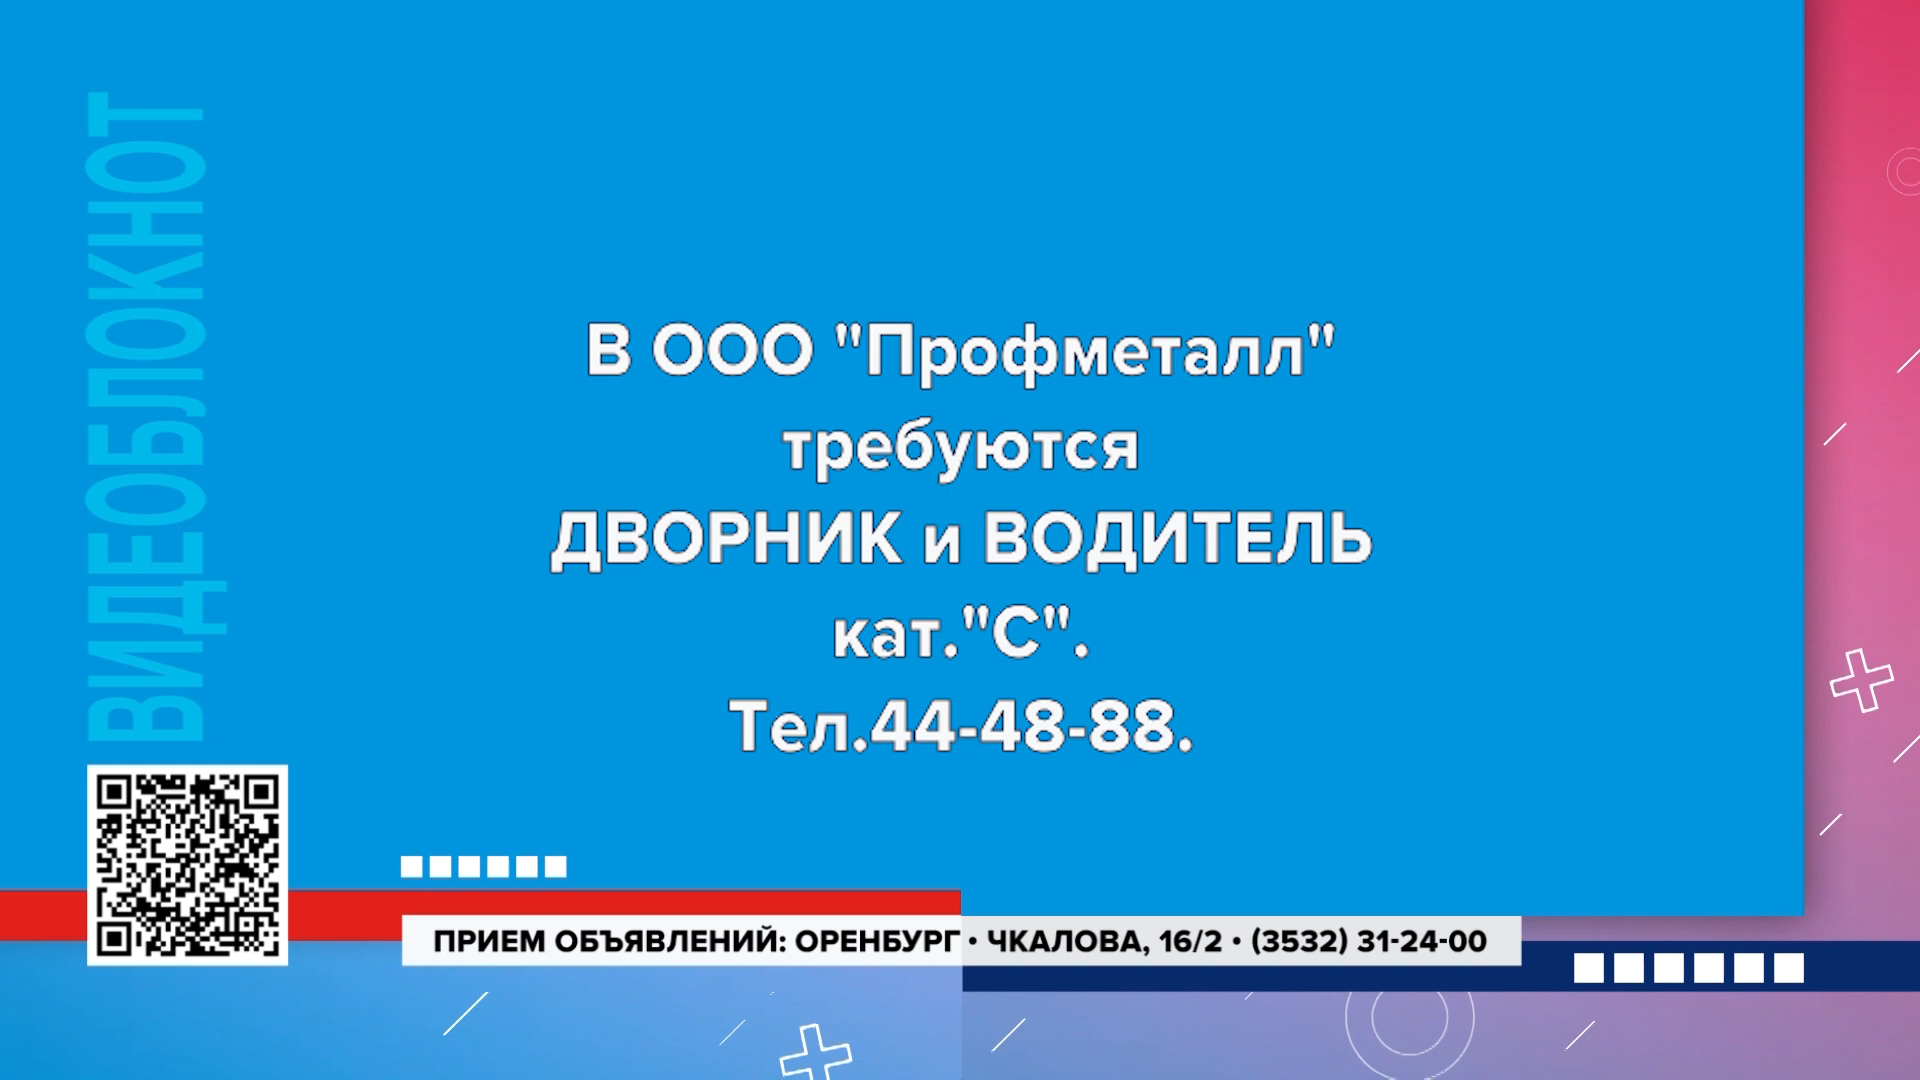 ВИДЕОБЛОКНОТ
В ООО "Профметалл"
требуются
ДВОРНИК и ВОДИТЕЛЬ
кат."С".
Тел.44-48-88.
ПРИЕМ ОБЪЯВЛЕНИЙ: ОРЕНБУРГ • ЧКАЛОВА, 16/2 • (3532) 31-24-00